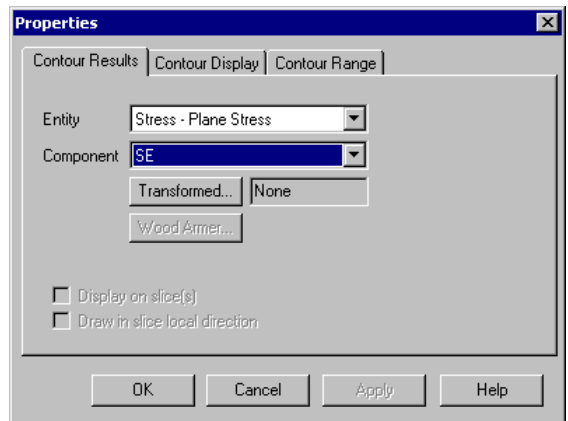 Properties
Contour Results Contour Display Contour Range
Entity Stress - Plane Stress
Component SE
Transformed... None
Wood Armer...
Display on slice(s)
Draw in slice local direction
OK Cancel Apply Help